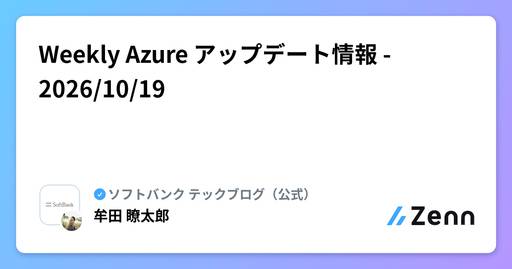 Weekly Azure アップデート情報 -
2026/10/19
ソフトバンク テックブログ（公式）
SoftBank
牟田 瞭太郎
Zenn